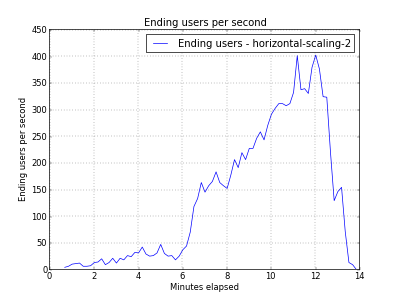 Ending users per second
Ending users - horizontal-scaling-2
450
400
350
300
250
200
150
100
50
0
Ending users per second
0 2 4 6 8 10 12 14
Minutes elapsed